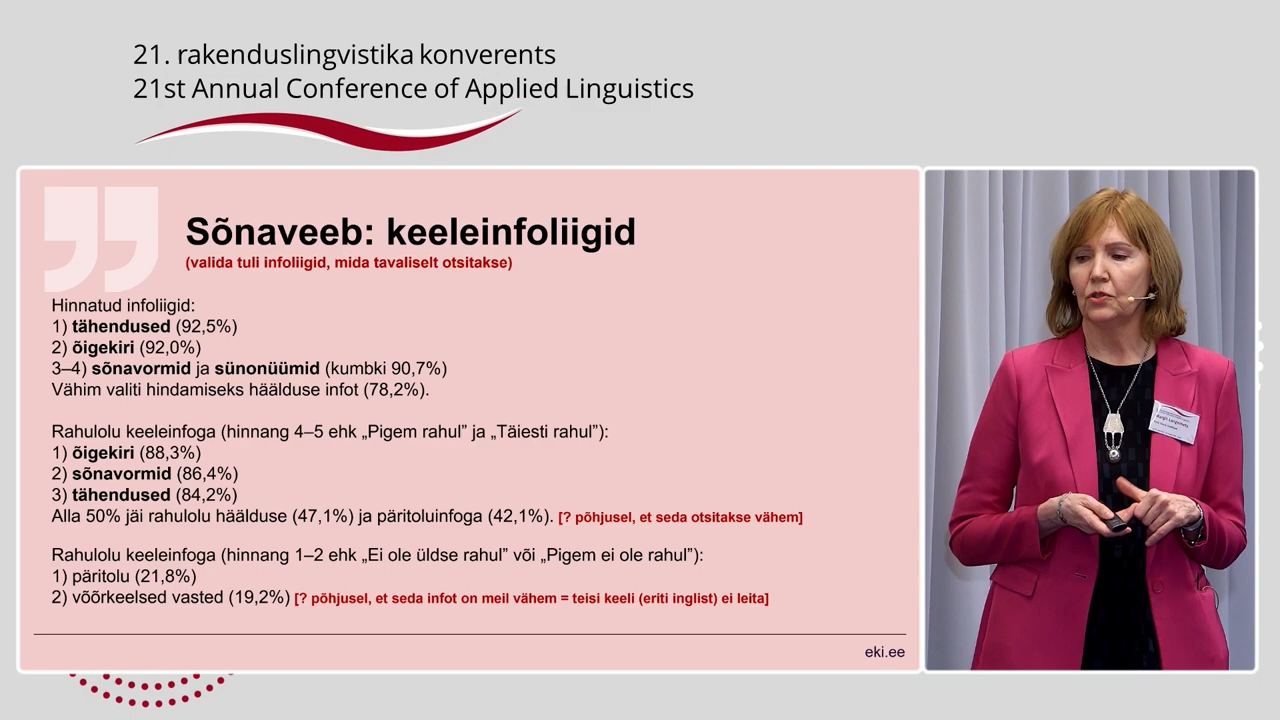 21. rakenduslingvistika konverents
21st Annual Conference of Applied Linguistics
Sõnaveeb: keeleinfoliigid
(valida tuli infoliigid, mida tavaliselt otsitakse)
Hinnatud infoliigid:
1) tähendused (92,5%)
2) õigekiri (92,0%)
3–4) sõnavormid ja sünonüümid (kumbki 90,7%)
Vähim valiti hindamiseks häälduse infot (78,2%).
Rahulolu keeleinfoga (hinnang 4–5 ehk „Pigem rahul” ja „Täiesti rahul”):
1) õigekiri (88,3%)
2) sõnavormid (86,4%)
3) tähendused (84,2%)
Alla 50% jäi rahulolu häälduse (47,1%) ja päritoluinfoga (42,1%). [? põhjusel, et seda otsitakse vähem]
Rahulolu keeleinfoga (hinnang 1–2 ehk „Ei ole üldse rahul” või „Pigem ei ole rahul”):
1) päritolu (21,8%)
2) võõrkeelsed vasted (19,2%) [? põhjusel, et seda infot on meil vähem = teisi keeli (eriti inglist) ei leita]
eki.ee
Margit Langemets